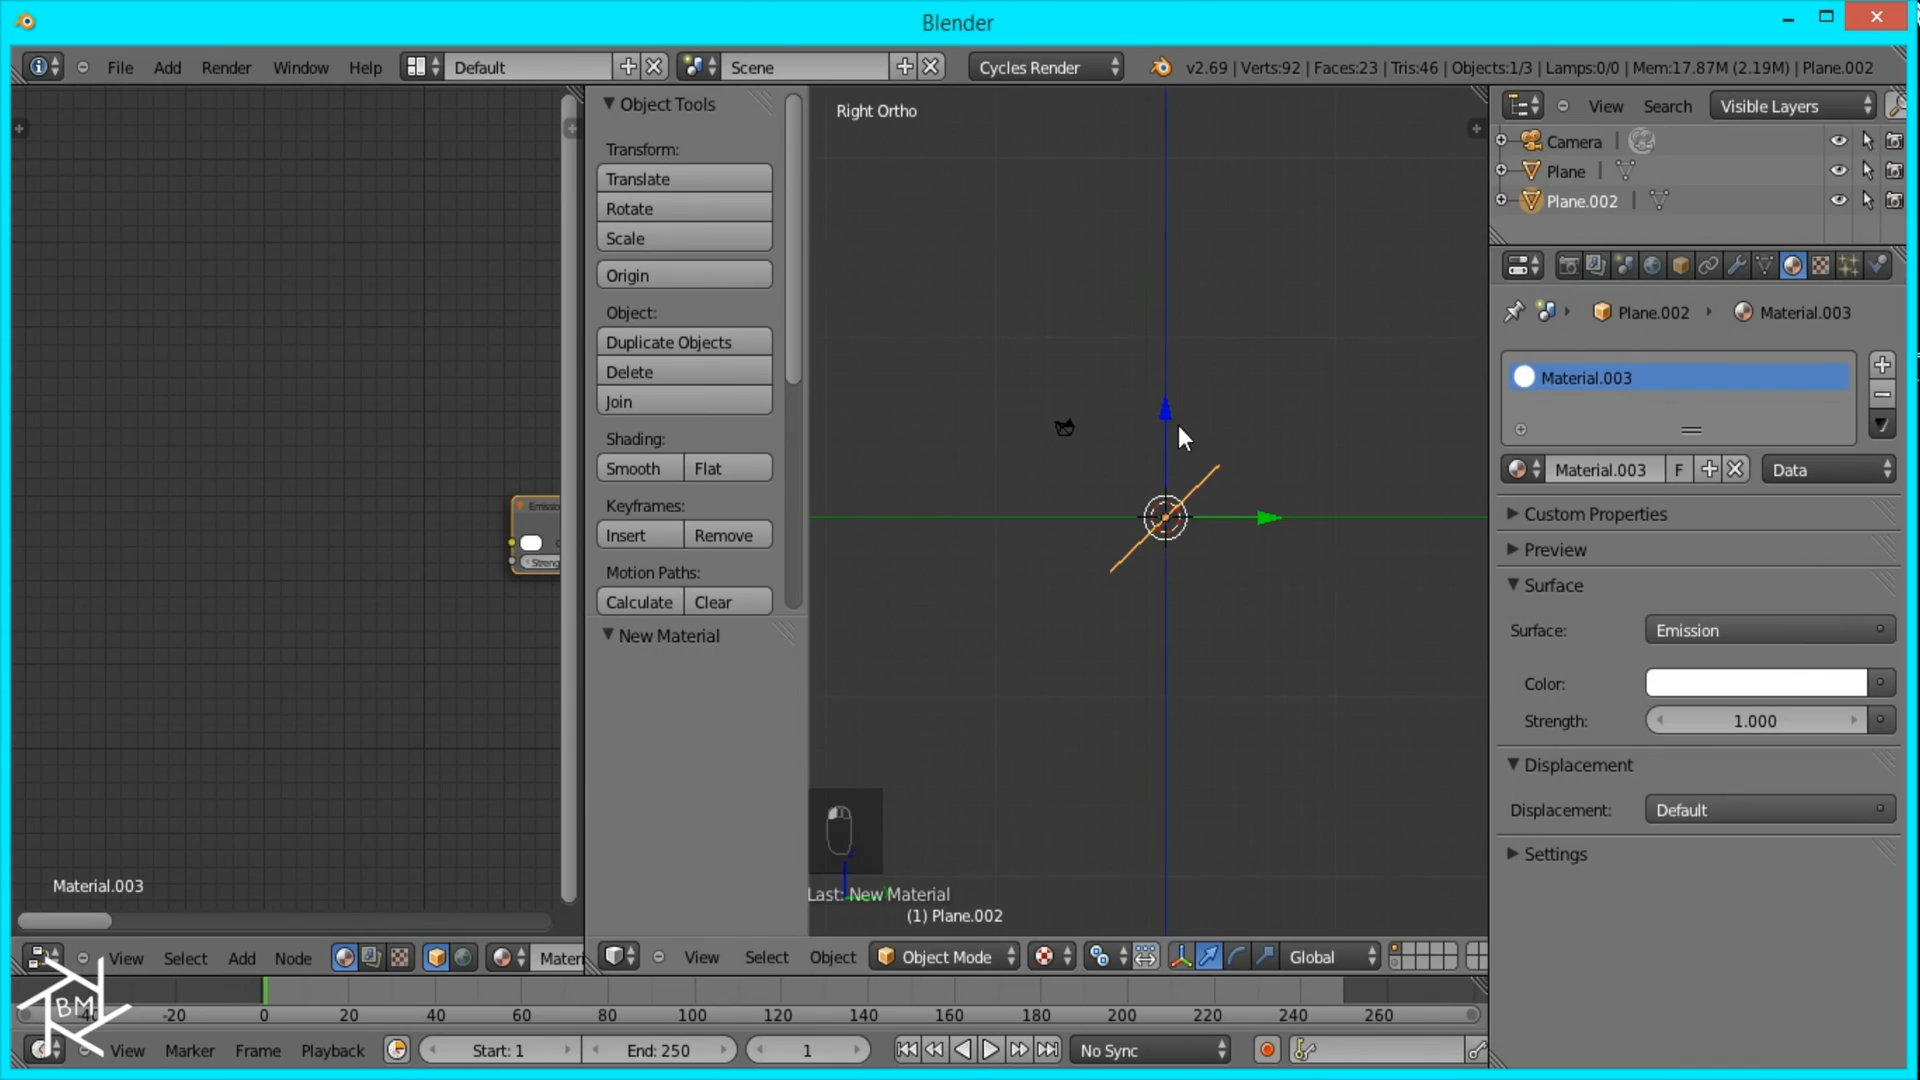 Blender
File Add Render Window Help Default Scene Cycles Render v2.69 | Verts:92 | Faces:23 | Tris:46 | Objects:1/3 | Lamps:0/0 | Mem:17.87M (2.19M) | Plane.002
Object Tools
Transform:
Translate
Rotate
Scale
Origin
Object:
Duplicate Objects
Delete
Join
Shading:
Smooth Flat
Keyframes:
Insert Remove
Motion Paths:
Calculate Clear
New Material
Right Ortho
View Search Visible Layers
Camera
Plane
Plane.002
Plane.002 Material.003
Material.003
Material.003 F Data
Custom Properties
Preview
Surface
Surface: Emission
Color:
Strength: 1.000
Displacement
Displacement: Default
Settings
Emissio
Streng
Material.003
Last: New Material
(1) Plane.002
View Select Add Node Materi
View Select Object Object Mode Global
BM
-40 -20 0 20 40 60 80 100 120 140 160 180 200 220 240 260
View Marker Frame Playback Start: 1 End: 250 1 No Sync